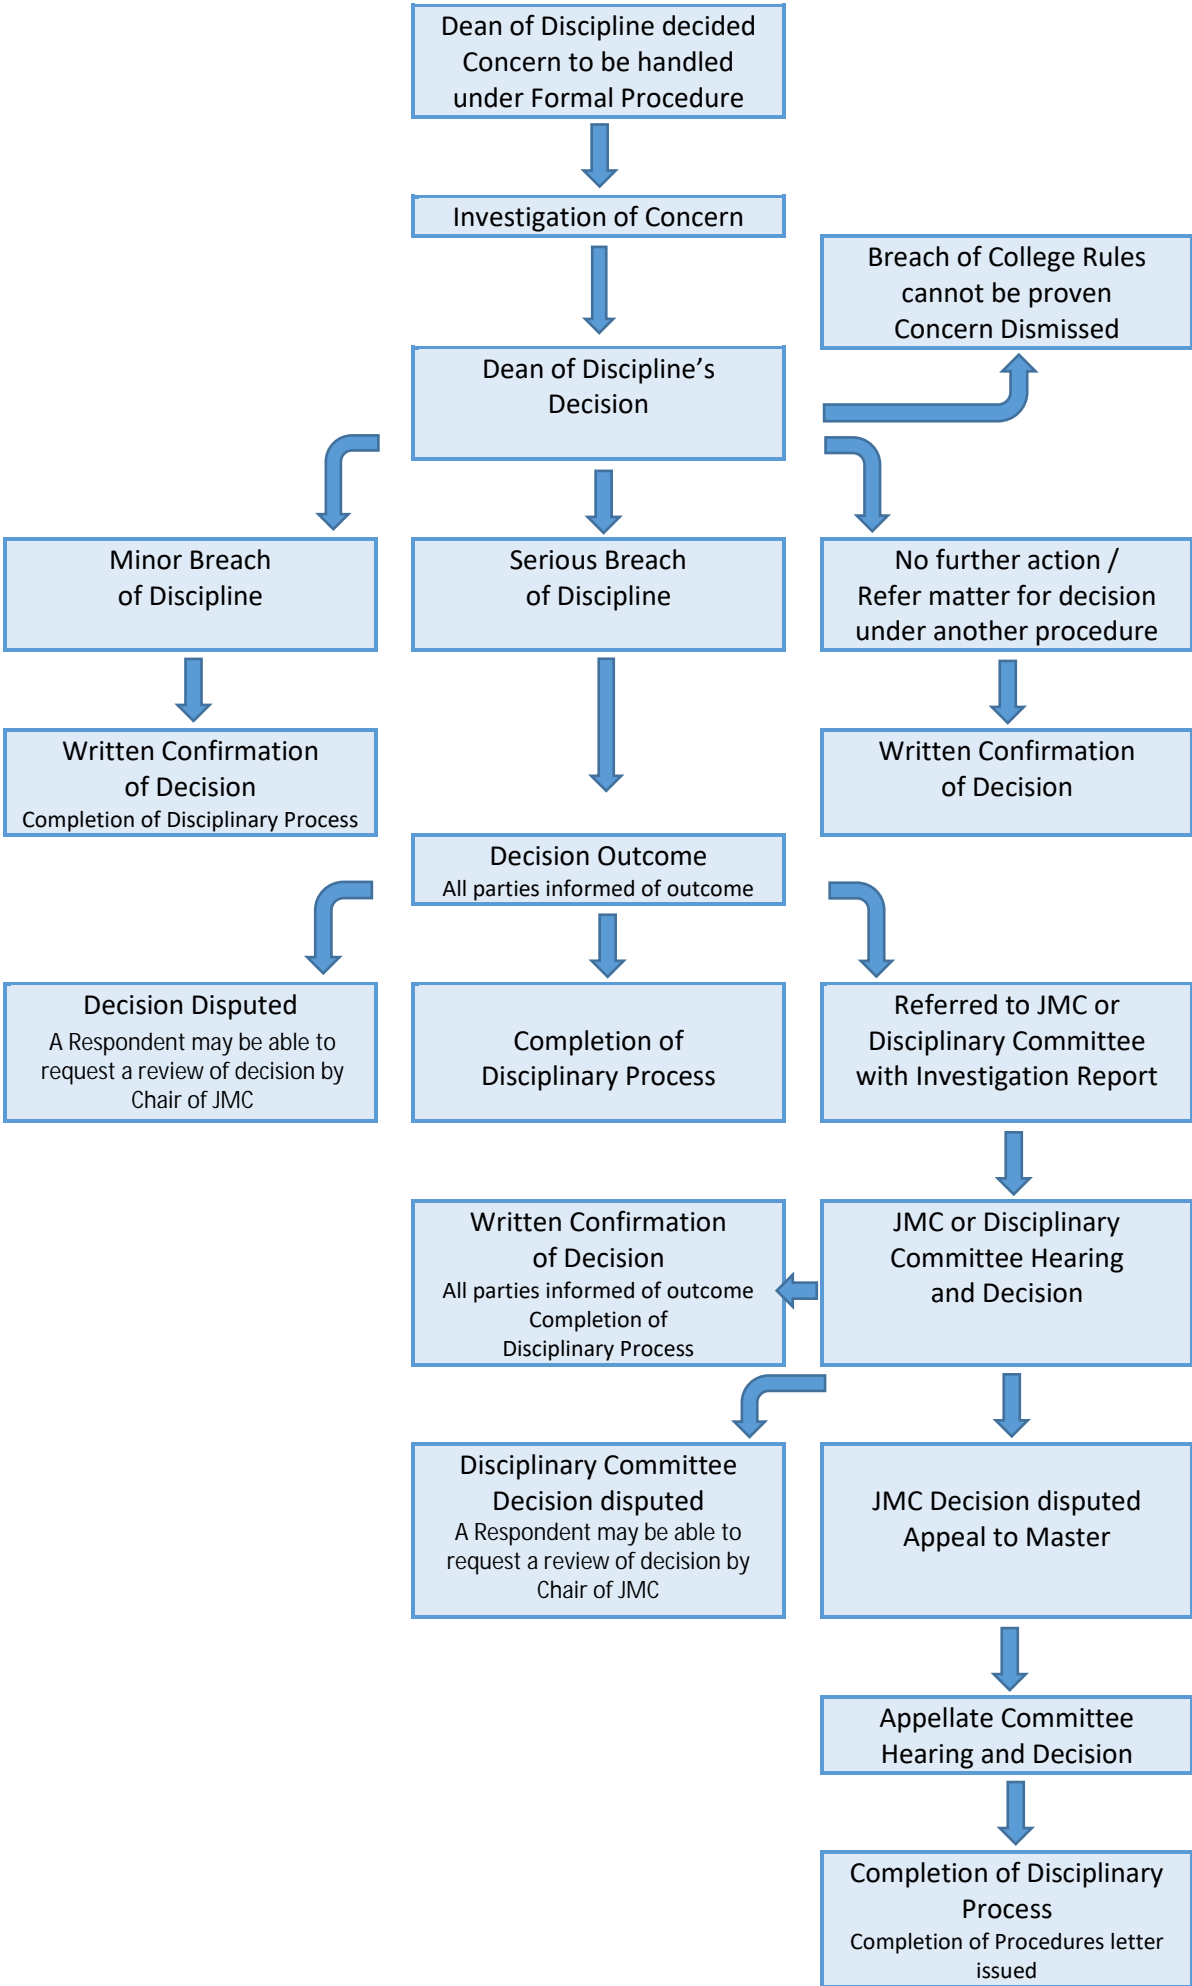 Dean of Discipline decided
Concern to be handled
under Formal Procedure
Investigation of Concern
Breach of College Rules
cannot be proven
Concern Dismissed
Dean of Discipline’s
Decision
Minor Breach
of Discipline
Serious Breach
of Discipline
No further action /
Refer matter for decision
under another procedure
Written Confirmation
of Decision
Completion of Disciplinary Process
Written Confirmation
of Decision
Decision Outcome
All parties informed of outcome
Decision Disputed
A Respondent may be able to
request a review of decision by
Chair of JMC
Completion of
Disciplinary Process
Referred to JMC or
Disciplinary Committee
with Investigation Report
Written Confirmation
of Decision
All parties informed of outcome
Completion of
Disciplinary Process
JMC or Disciplinary
Committee Hearing
and Decision
Disciplinary Committee
Decision disputed
A Respondent may be able to
request a review of decision by
Chair of JMC
JMC Decision disputed
Appeal to Master
Appellate Committee
Hearing and Decision
Completion of Disciplinary
Process
Completion of Procedures letter
issued